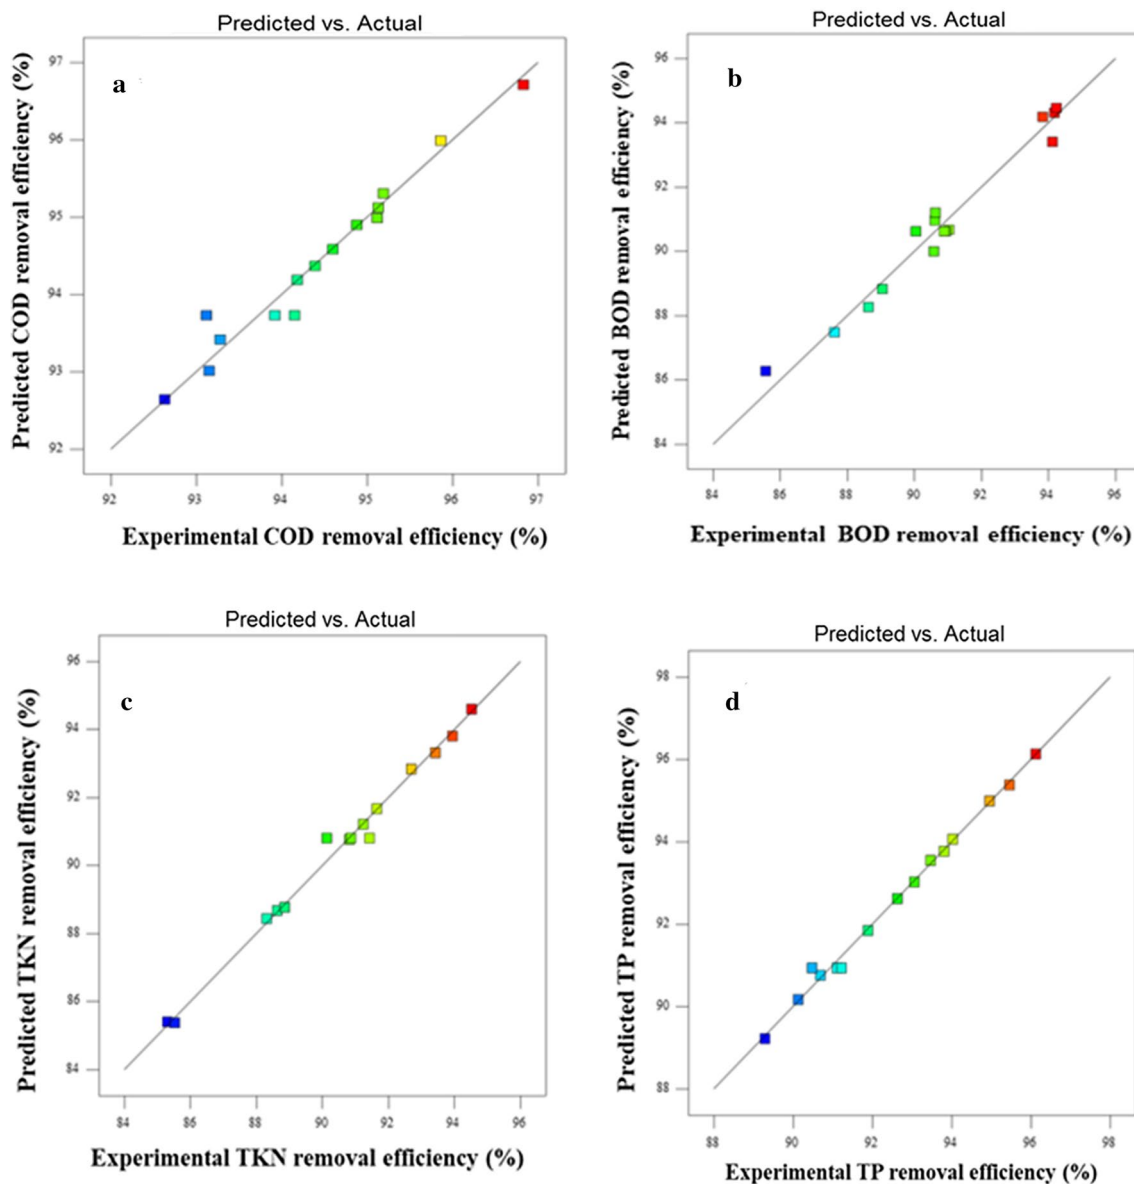 Predicted vs. Actual
a
Predicted COD removal efficiency (%)
97
96
95
94
93
92
92 93 94 95 96 97
Experimental COD removal efficiency (%)
Predicted vs. Actual
b
Predicted BOD removal efficiency (%)
96
94
92
90
88
86
84
84 86 88 90 92 94 96
Experimental BOD removal efficiency (%)
Predicted vs. Actual
c
Predicted TKN removal efficiency (%)
96
94
92
90
88
86
84
84 86 88 90 92 94 96
Experimental TKN removal efficiency (%)
Predicted vs. Actual
d
Predicted TP removal efficiency (%)
98
96
94
92
90
88
88 90 92 94 96 98
Experimental TP removal efficiency (%)